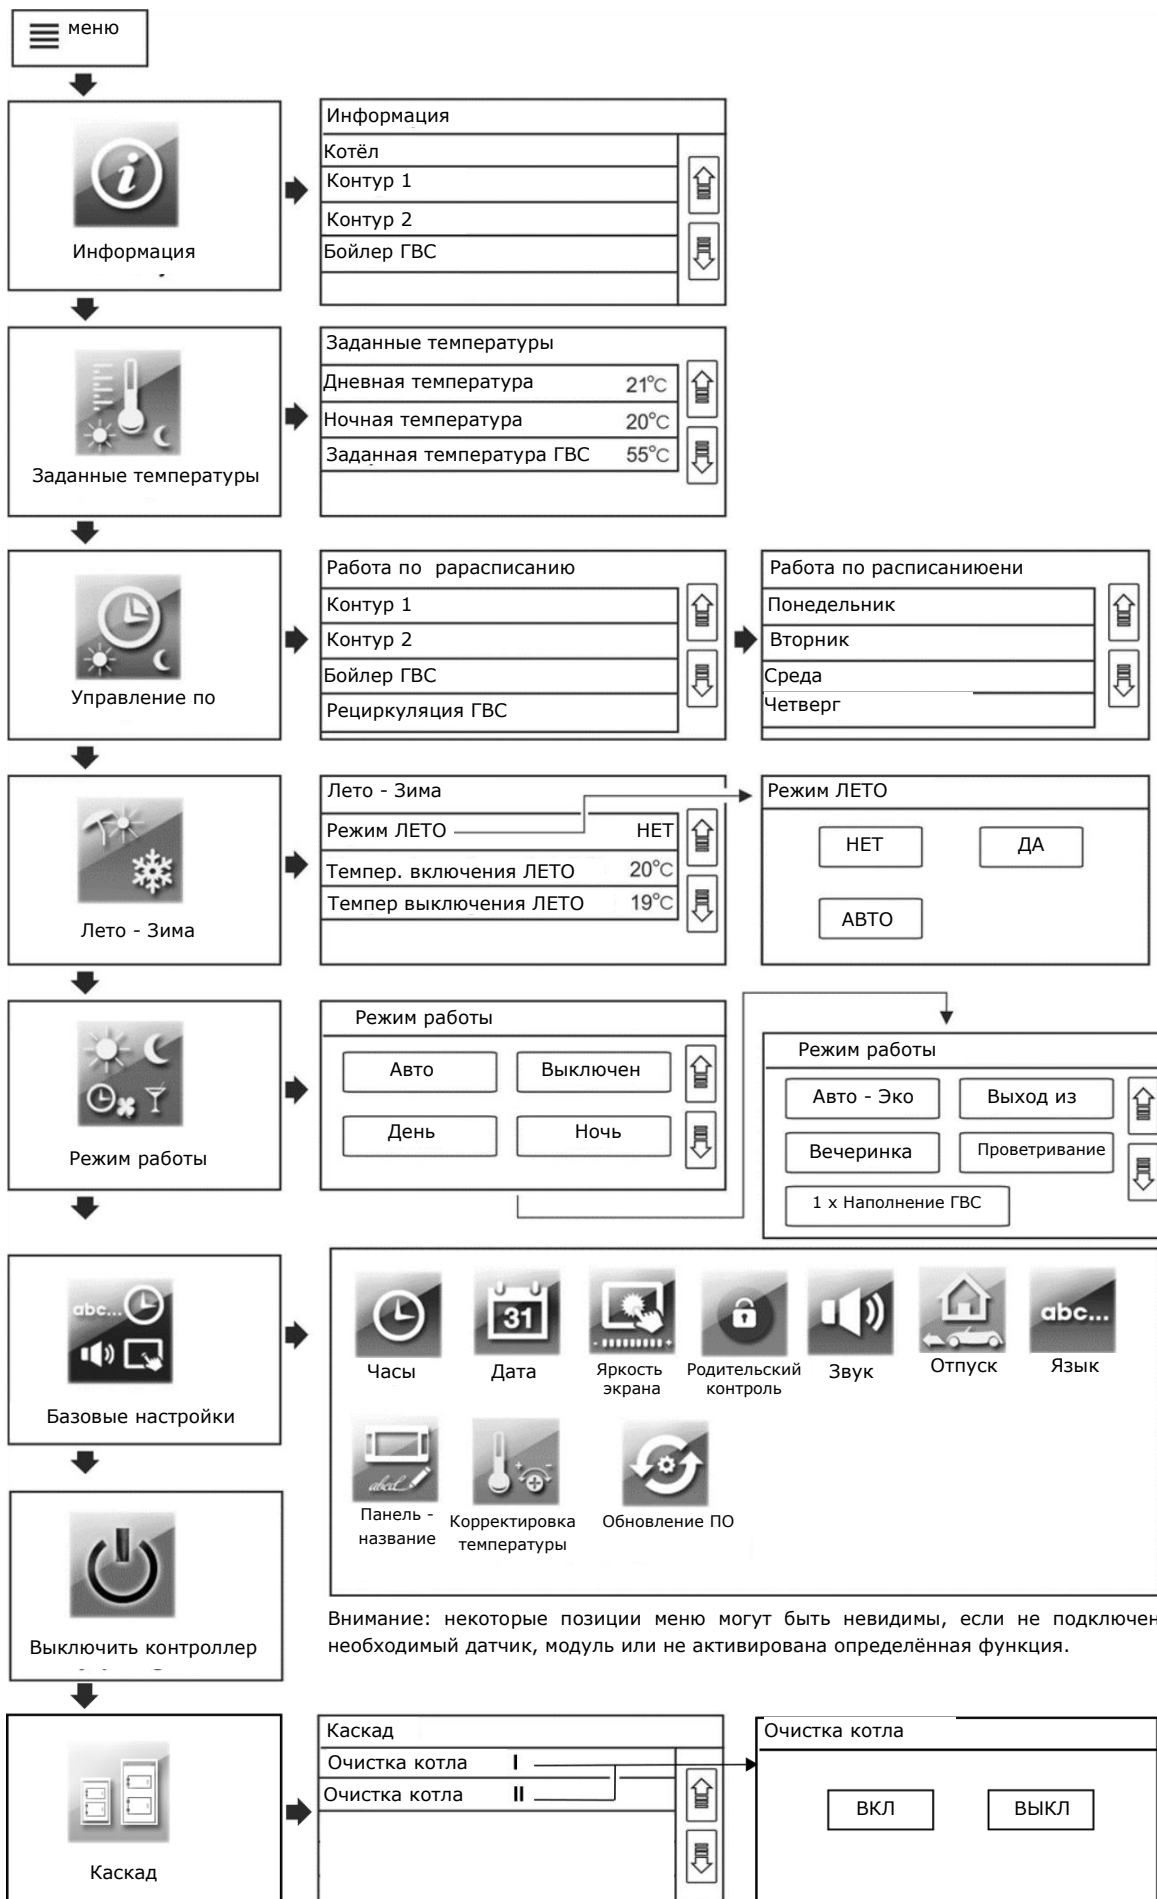 меню
Информация
Информация
Котёл
Контур 1
Контур 2
Бойлер ГВС
Заданные температуры
Заданные температуры
Дневная температура 21°C
Ночная температура 20°C
Заданная температура ГВС 55°C
Управление по
Работа по рарасписанию
Контур 1
Контур 2
Бойлер ГВС
Рециркуляция ГВС
Работа по расписаниюени
Понедельник
Вторник
Среда
Четверг
Лето - Зима
Лето - Зима
Режим ЛЕТО НЕТ
Темпер. включения ЛЕТО 20°C
Темпер выключения ЛЕТО 19°C
Режим ЛЕТО
НЕТ ДА
АВТО
Режим работы
Режим работы
Авто Выключен
День Ночь
Режим работы
Авто - Эко Выход из
Вечеринка Проветривание
1 x Наполнение ГВС
abc...
Базовые настройки
31
- +
abc...
Часы
Дата
Яркость
экрана
Родительский
контроль
Звук
Отпуск
Язык
abcd
Панель -
название
Корректировка
температуры
Обновление ПО
Выключить контроллер
Внимание: некоторые позиции меню могут быть невидимы, если не подключен
необходимый датчик, модуль или не активирована определённая функция.
Каскад
Каскад
Очистка котла I
Очистка котла II
Очистка котла
ВКЛ ВЫКЛ